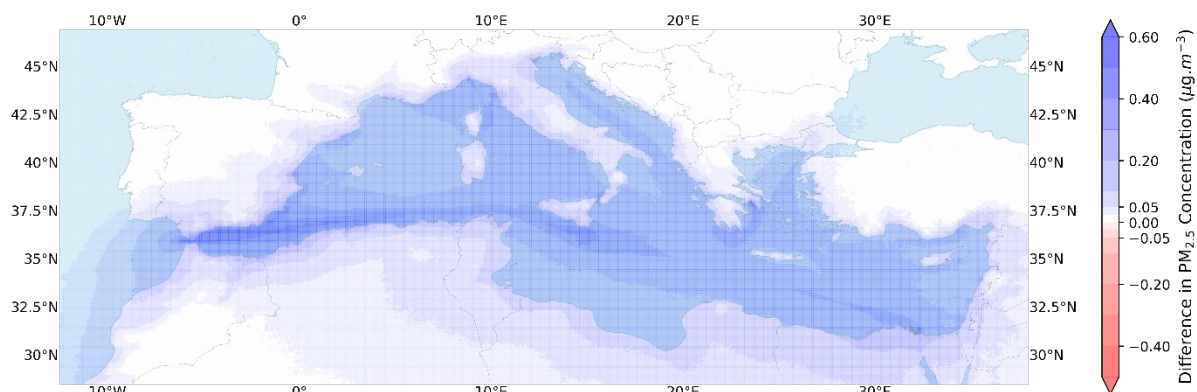 10°W 0° 10°E 20°E 30°E
45°N 45°N
42.5°N 42.5°N
40°N 40°N
37.5°N 37.5°N
35°N 35°N
32.5°N 32.5°N
30°N 30°N
10°W 0° 10°E 20°E 30°E
0.60
0.40
0.20
0.05
0.00
−0.05
−0.20
−0.40
Difference in PM2.5 Concentration (μg.m−3)